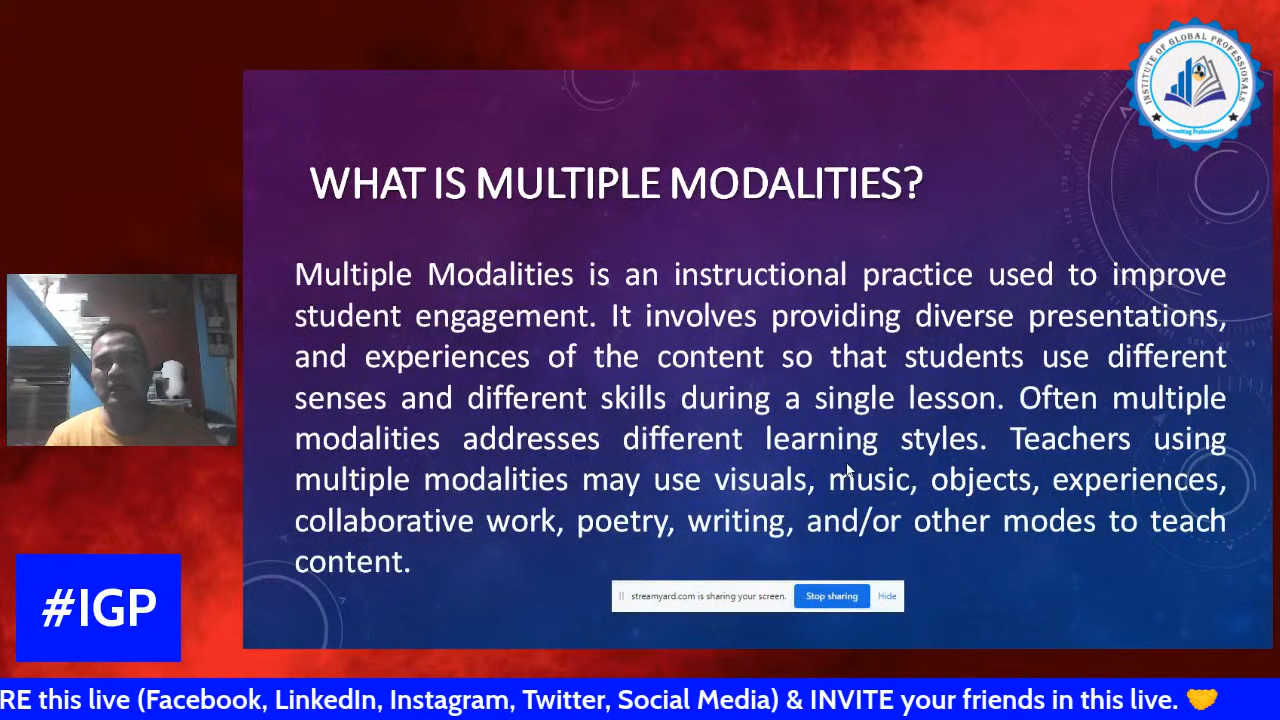 INSTITUTE OF GLOBAL PROFESSIONALS
Connecting Professionals
WHAT IS MULTIPLE MODALITIES?
Multiple Modalities is an instructional practice used to improve
student engagement. It involves providing diverse presentations,
and experiences of the content so that students use different
senses and different skills during a single lesson. Often multiple
modalities addresses different learning styles. Teachers using
multiple modalities may use visuals, music, objects, experiences,
collaborative work, poetry, writing, and/or other modes to teach
content.
streamyard.com is sharing your screen. Stop sharing Hide
#IGP
RE this live (Facebook, LinkedIn, Instagram, Twitter, Social Media) & INVITE your friends in this live. 🤝